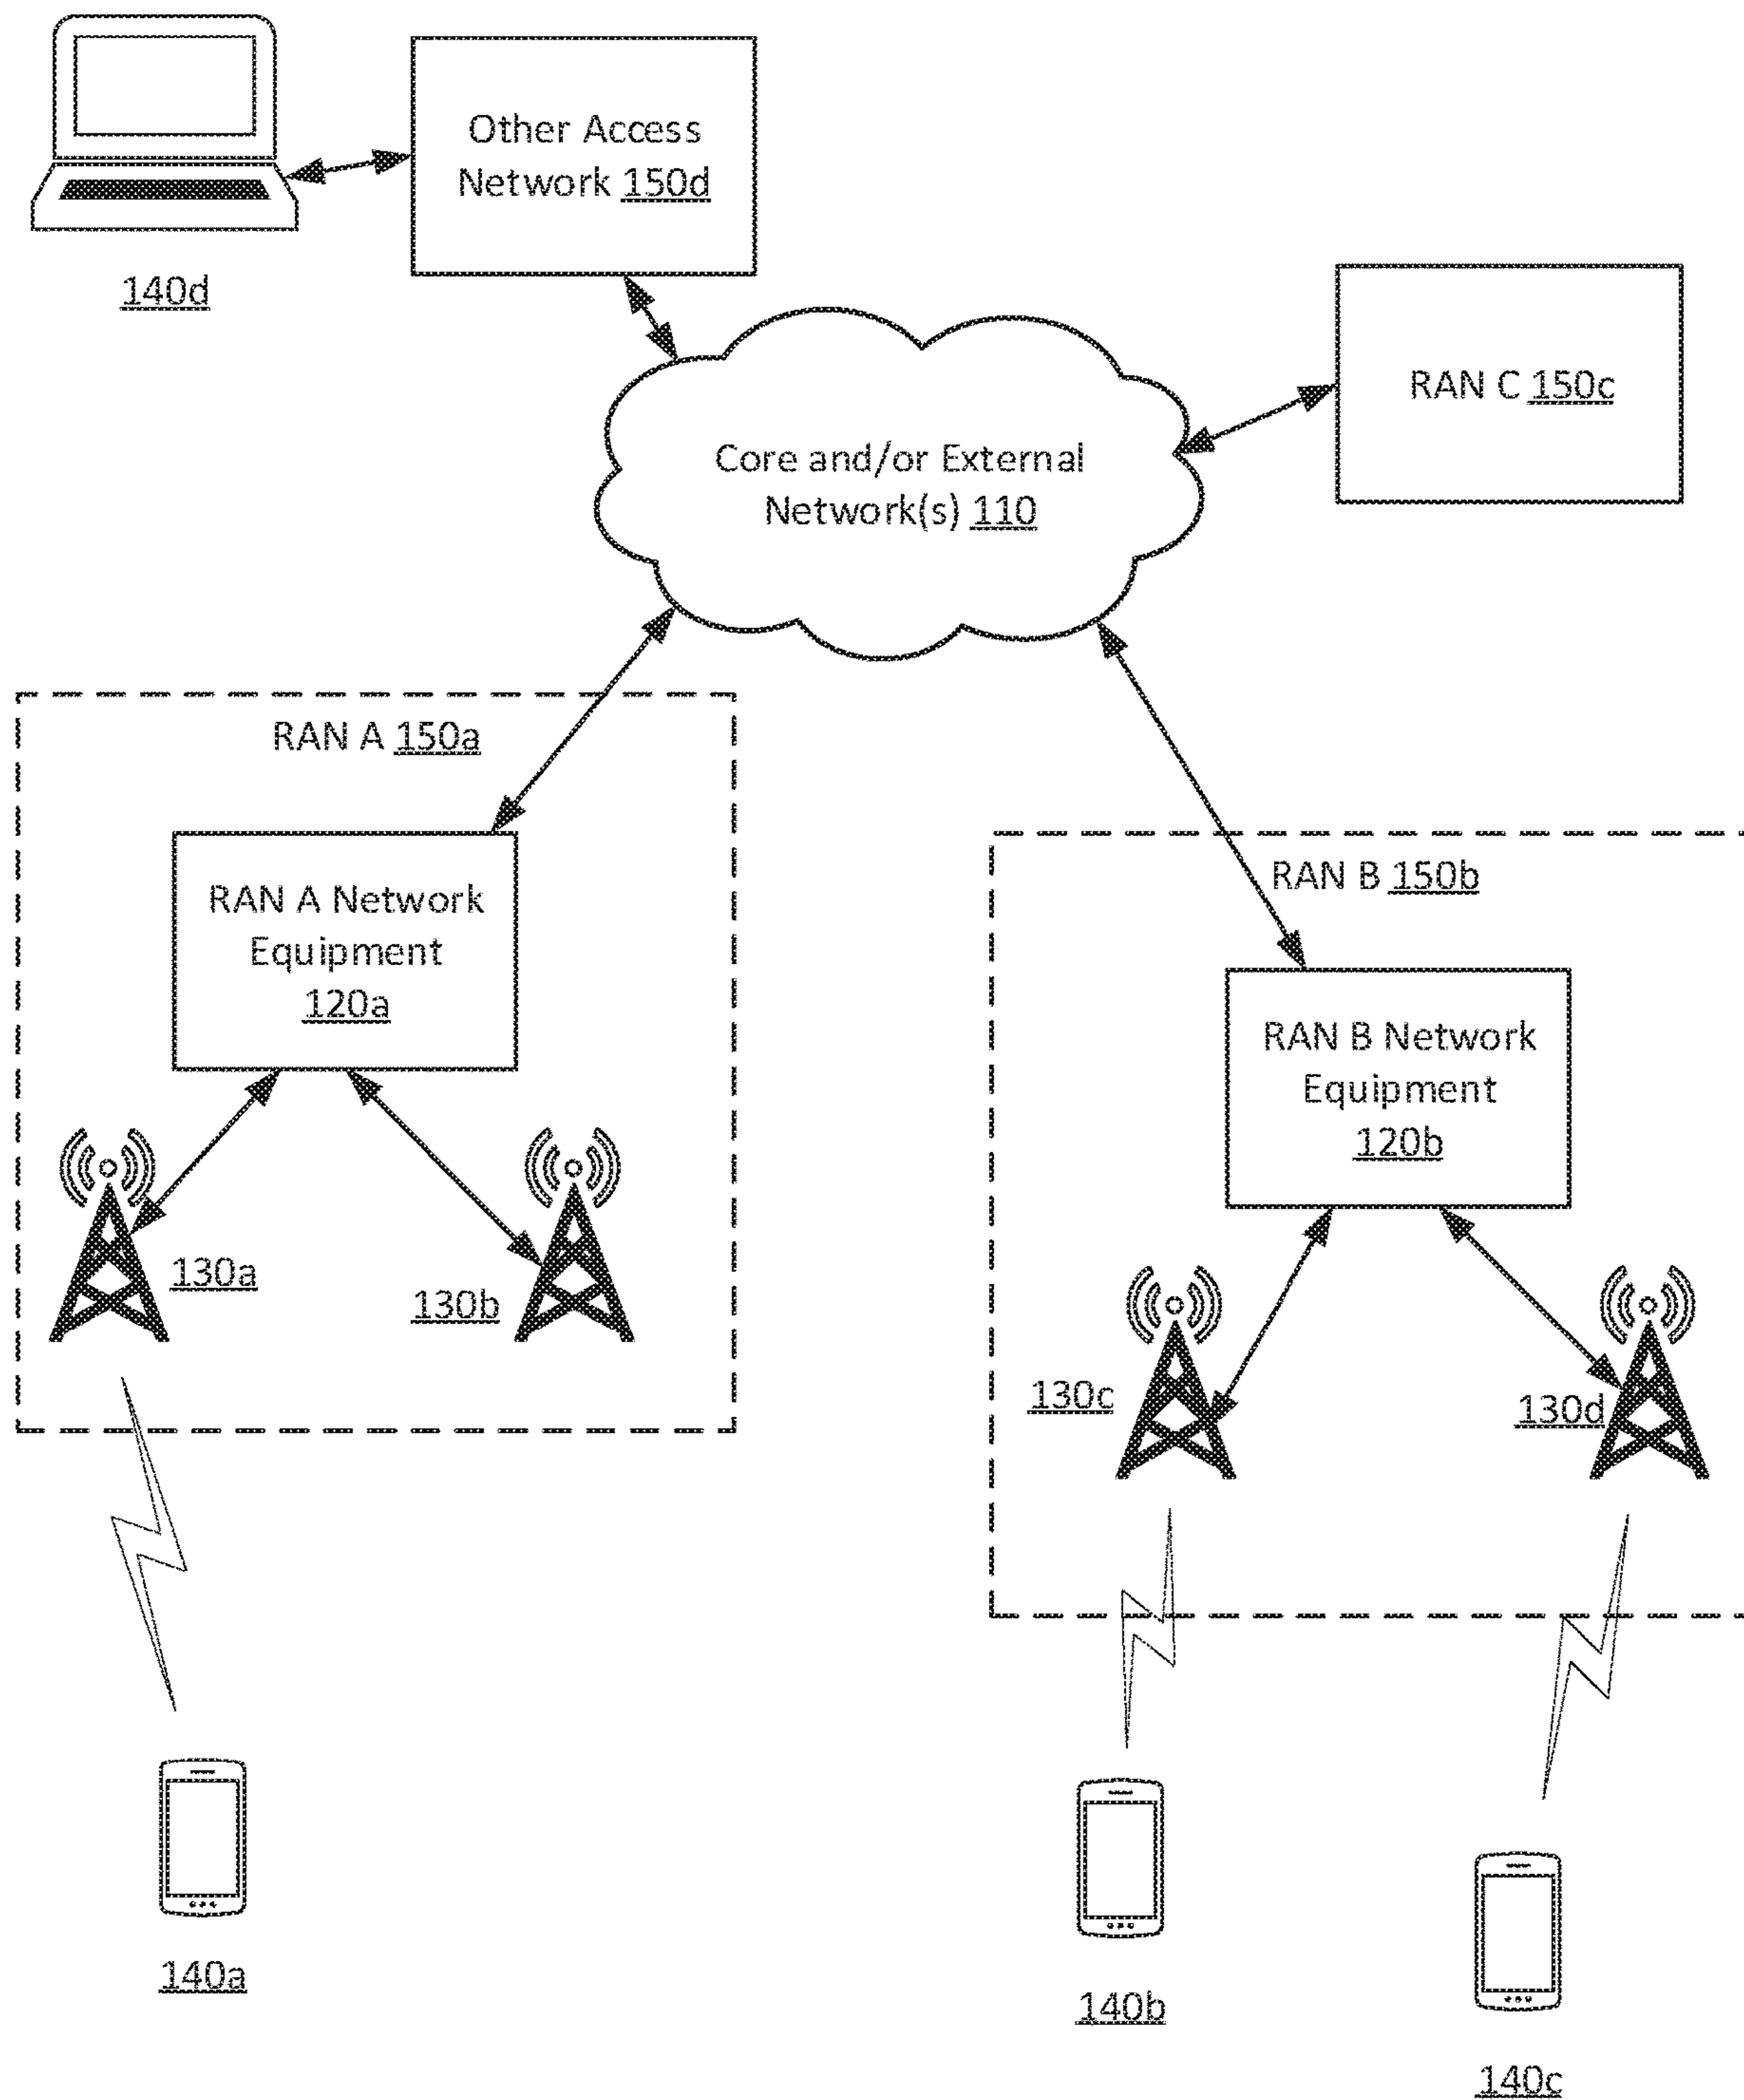 Other Access
Network 150d
140d
RAN C 150c
Core and/or External
Network(s) 110
RAN A 150a
RAN A Network
Equipment
120a
130a
130b
RAN B 150b
RAN B Network
Equipment
120b
130c
130d
140a
140b
140c